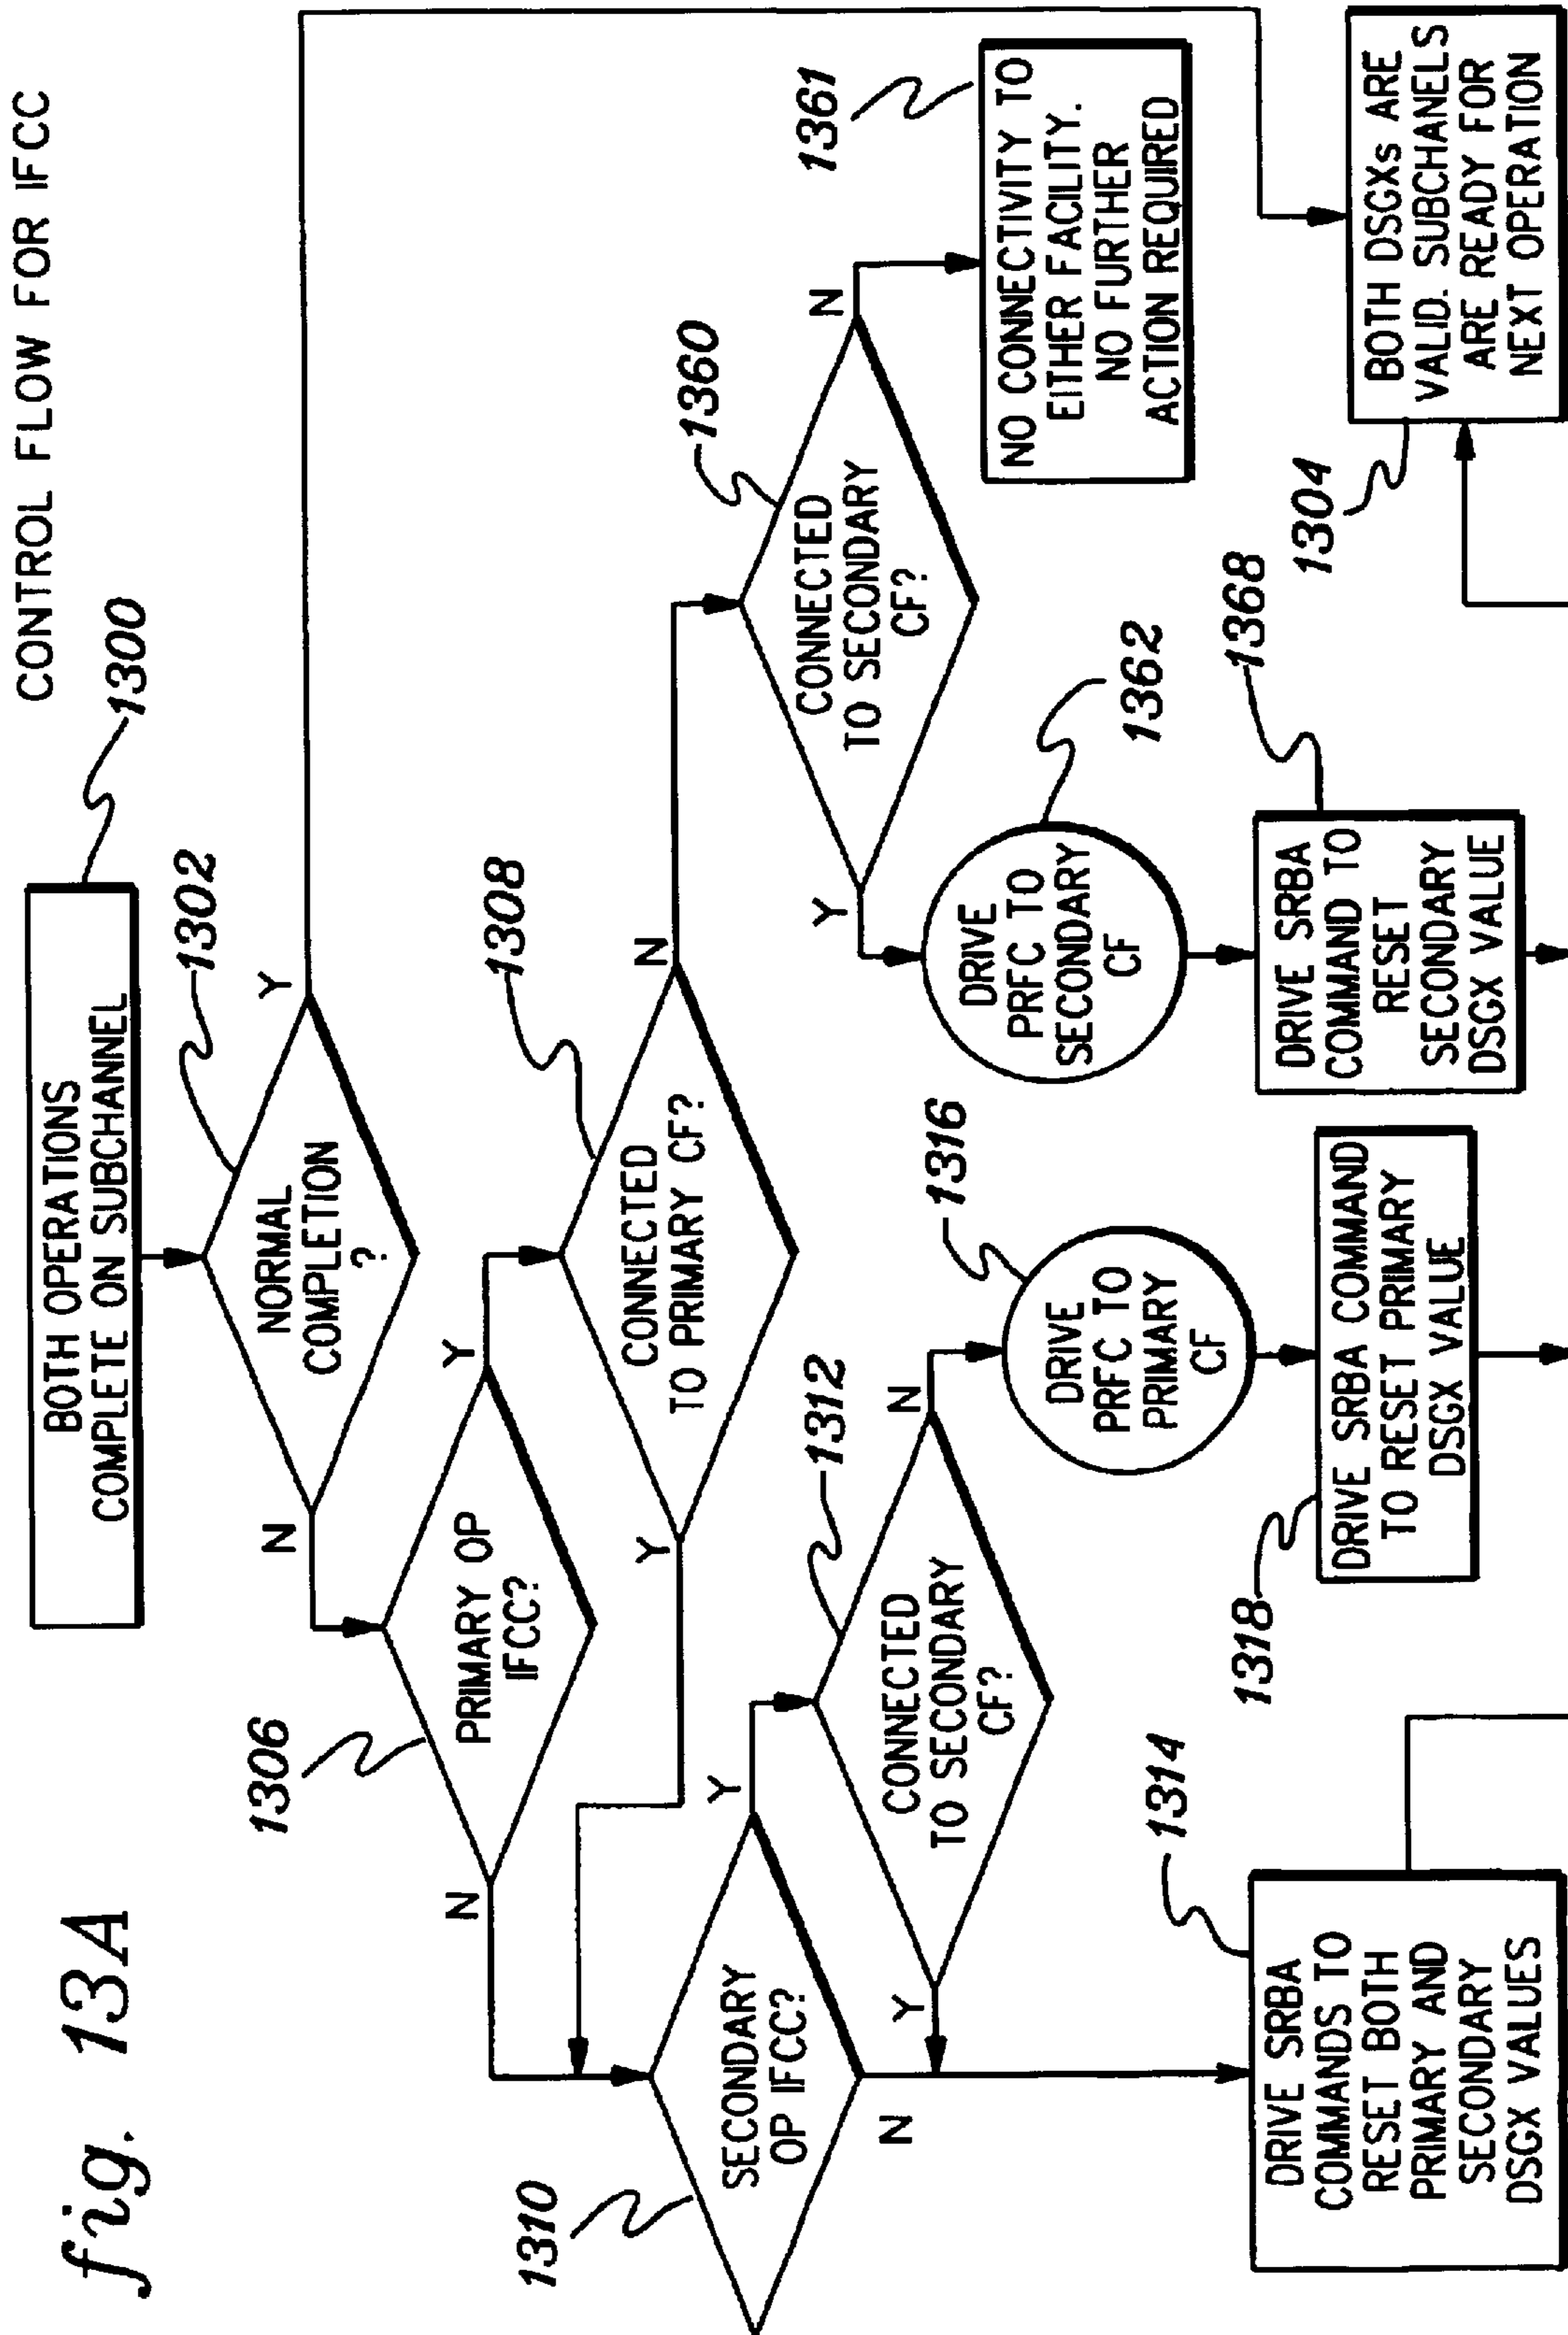 fig. 13A
CONTROL FLOW FOR IFCC
BOTH OPERATIONS
COMPLETE ON SUBCHANNEL
1300
NORMAL
COMPLETION
?
1302
N
Y
PRIMARY OP
IFCC?
1306
N
Y
CONNECTED
TO PRIMARY CF?
1308
Y
N
SECONDARY
OP IFCC?
1310
Y
N
CONNECTED
TO SECONDARY
CF?
1312
Y
N
CONNECTED
TO SECONDARY
CF?
1360
Y
N
NO CONNECTIVITY TO
EITHER FACILITY.
NO FURTHER
ACTION REQUIRED
1361
DRIVE
PRFC TO
PRIMARY
CF
1316
DRIVE
PRFC TO
SECONDARY
CF
1362
DRIVE SRBA
COMMANDS TO
RESET BOTH
PRIMARY AND
SECONDARY
DSGX VALUES
1314
DRIVE SRBA COMMAND
TO RESET PRIMARY
DSGX VALUE
1318
DRIVE SRBA
COMMAND TO
RESET
SECONDARY
DSGX VALUE
1368
BOTH DSGXs ARE
VALID. SUBCHANELS
ARE READY FOR
NEXT OPERATION
1304